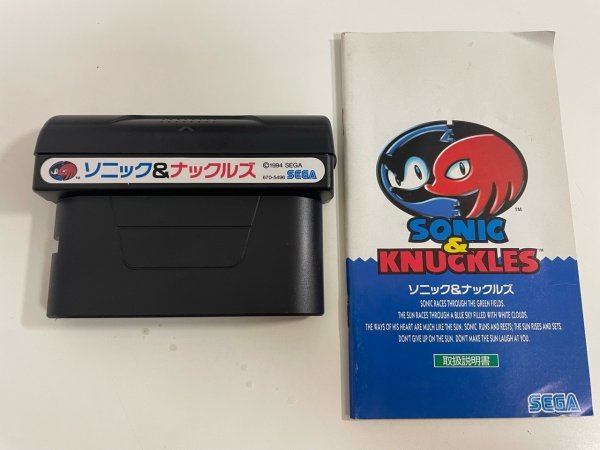 ソニック&ナックルズ
©1994 SEGA
670-5496 SEGA
SONIC
&
KNUCKLES™
ソニック&ナックルズ
SONIC RACES THROUGH THE GREEN FIELDS.
THE SUN RACES THROUGH A BLUE SKY FILLED WITH WHITE CLOUDS.
THE WAYS OF HIS HEART ARE MUCH LIKE THE SUN. SONIC RUNS AND RESTS; THE SUN RISES AND SETS.
DON'T GIVE UP ON THE SUN. DON'T MAKE THE SUN LAUGH AT YOU.
取扱説明書
SEGA